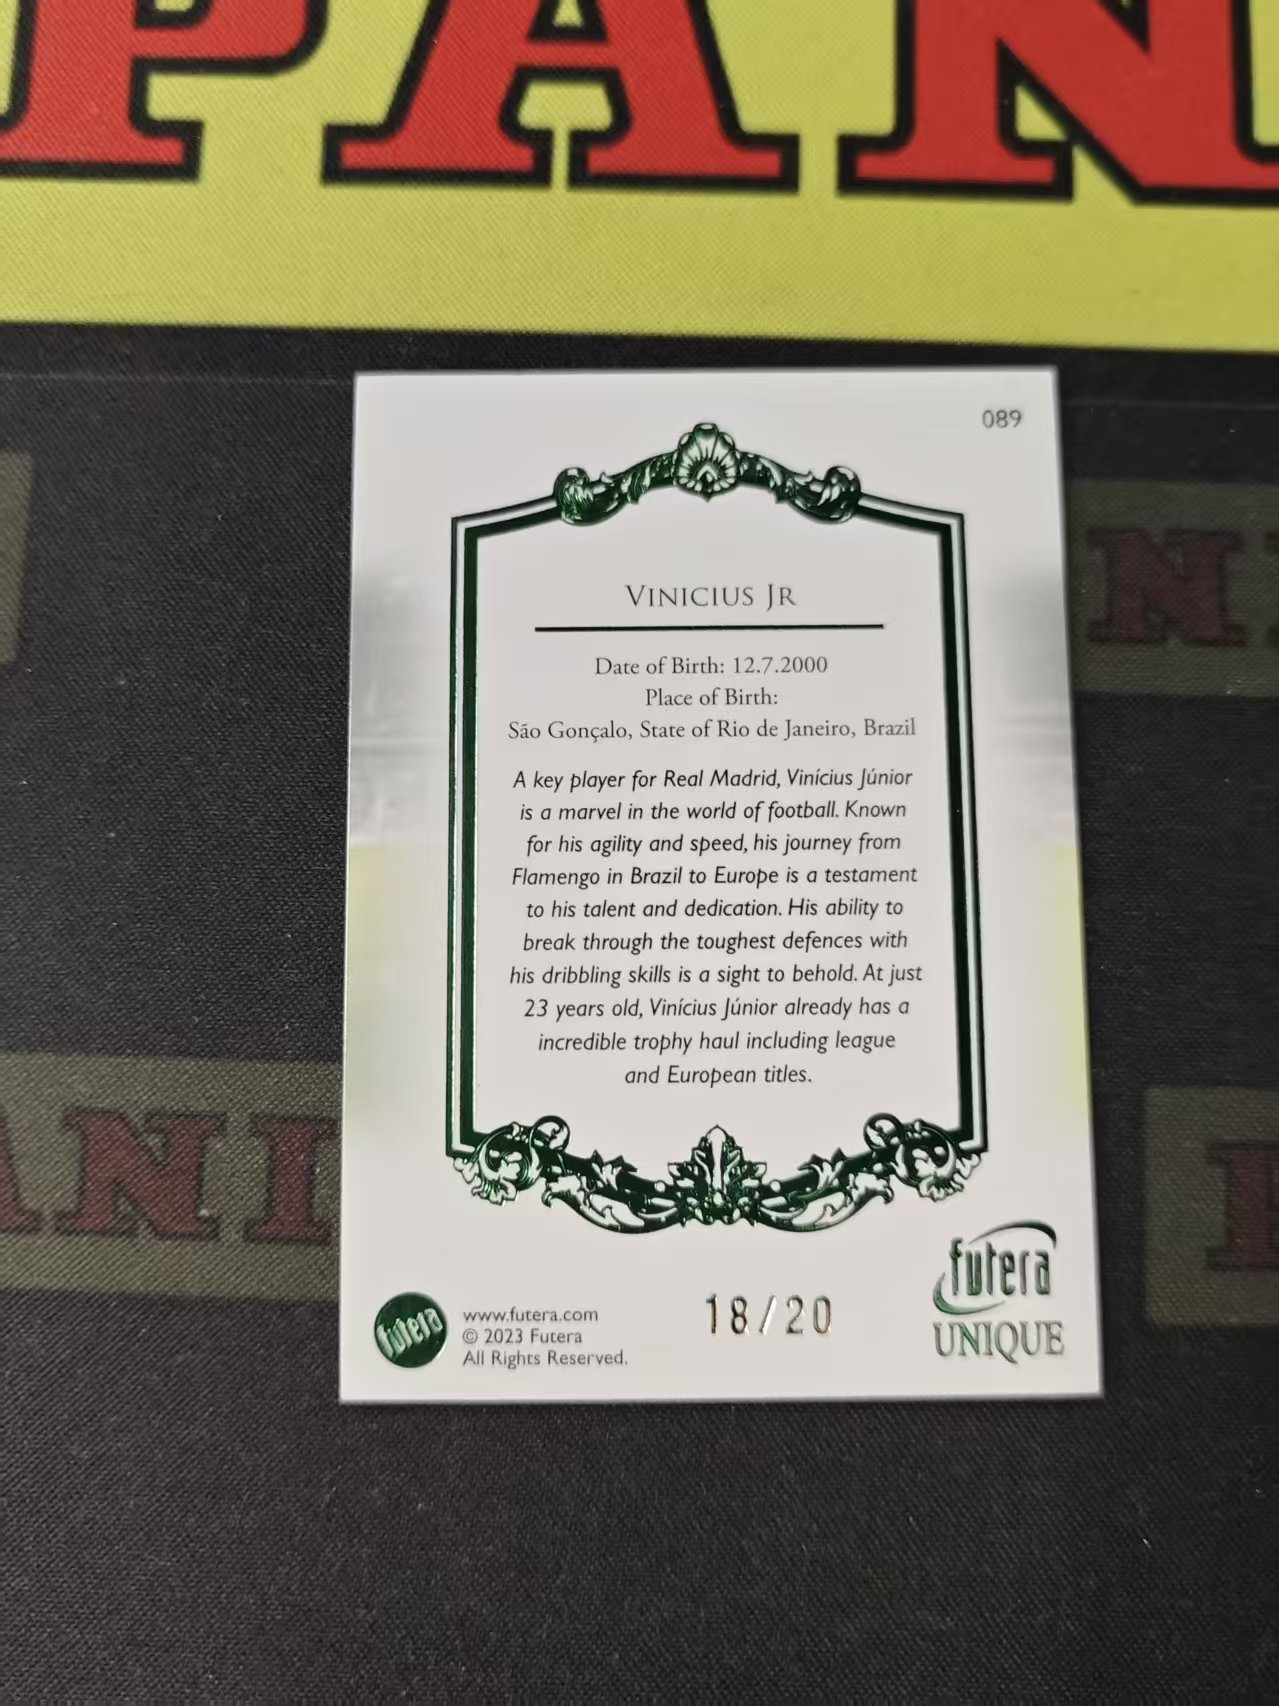 PAN
089
VINICIUS JR
Date of Birth: 12.7.2000
Place of Birth:
São Gonçalo, State of Rio de Janeiro, Brazil
A key player for Real Madrid, Vinícius Júnior
is a marvel in the world of football. Known
for his agility and speed, his journey from
Flamengo in Brazil to Europe is a testament
to his talent and dedication. His ability to
break through the toughest defences with
his dribbling skills is a sight to behold. At just
23 years old, Vinícius Júnior already has a
incredible trophy haul including league
and European titles.
futera
www.futera.com
© 2023 Futera
All Rights Reserved.
18/20
futera
UNIQUE
NI
ANI